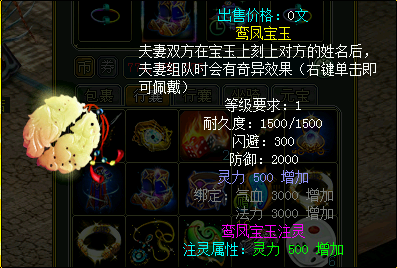 出售价格：0文
鸾凤宝玉
夫妻双方在宝玉上刻上对方的姓名后，
夫妻组队时会有奇异效果（右键单击即
可佩戴）
等级要求：1
耐久度：1500/1500
闪避：300
防御：2000
灵力 500 增加
绑定：气血 3000 增加
法力 3000 增加
鸾凤宝玉注灵
注灵属性：灵力 500 增加